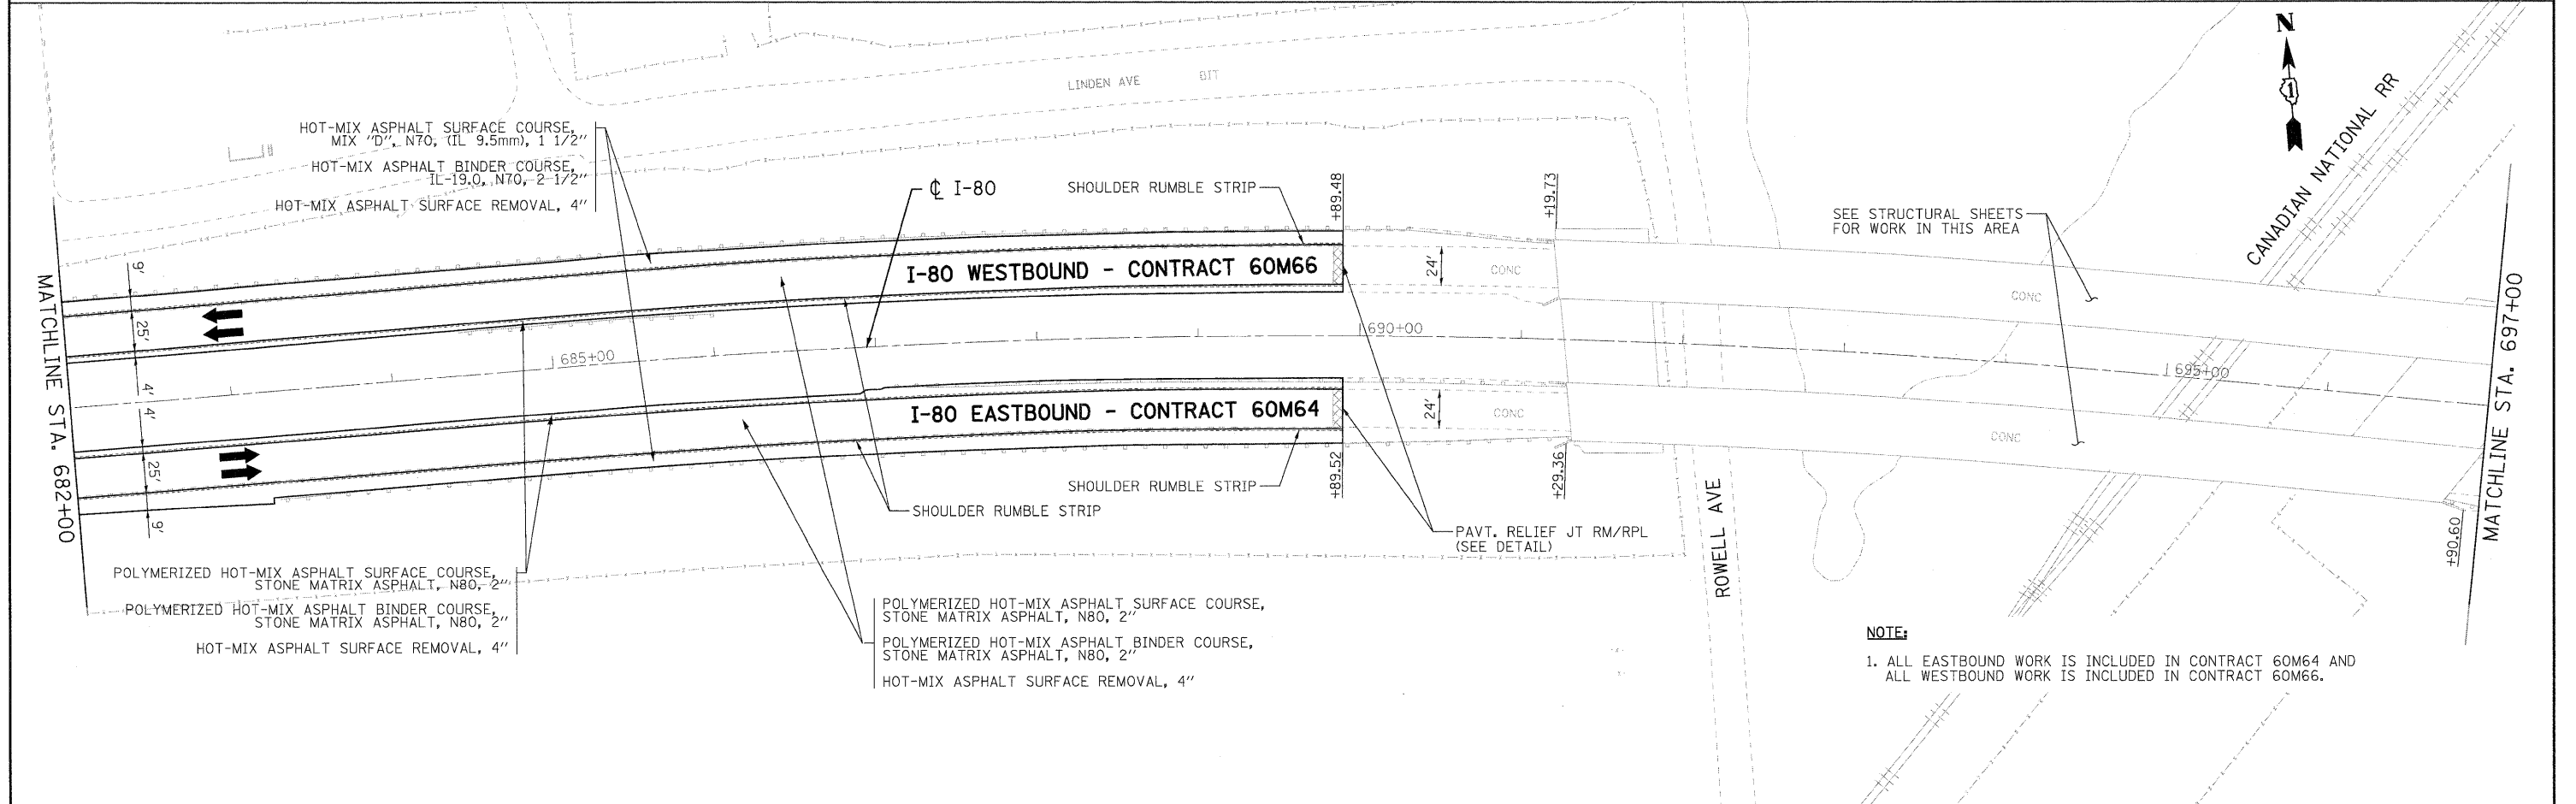 LINDEN AVE BIT
N
1
CANADIAN NATIONAL RR
HOT-MIX ASPHALT SURFACE COURSE,
MIX "D", N70, (IL 9.5mm), 1 1/2"
HOT-MIX ASPHALT BINDER COURSE,
IL-19.0, N70, 2 1/2"
HOT-MIX ASPHALT SURFACE REMOVAL, 4"
℄ I-80
SHOULDER RUMBLE STRIP
+89.48
+19.73
SEE STRUCTURAL SHEETS
FOR WORK IN THIS AREA
MATCHLINE STA. 682+00
9'
25'
4'
4'
25'
9'
I-80 WESTBOUND - CONTRACT 60M66
24'
CONC
CONC
685+00
690+00
695+00
I-80 EASTBOUND - CONTRACT 60M64
24'
CONC
CONC
MATCHLINE STA. 697+00
+89.52
+29.36
+90.60
SHOULDER RUMBLE STRIP
SHOULDER RUMBLE STRIP
PAVT. RELIEF JT RM/RPL
(SEE DETAIL)
ROWELL AVE
POLYMERIZED HOT-MIX ASPHALT SURFACE COURSE,
STONE MATRIX ASPHALT, N80, 2"
POLYMERIZED HOT-MIX ASPHALT BINDER COURSE,
STONE MATRIX ASPHALT, N80, 2"
HOT-MIX ASPHALT SURFACE REMOVAL, 4"
POLYMERIZED HOT-MIX ASPHALT SURFACE COURSE,
STONE MATRIX ASPHALT, N80, 2"
POLYMERIZED HOT-MIX ASPHALT BINDER COURSE,
STONE MATRIX ASPHALT, N80, 2"
HOT-MIX ASPHALT SURFACE REMOVAL, 4"
NOTE:
1. ALL EASTBOUND WORK IS INCLUDED IN CONTRACT 60M64 AND
ALL WESTBOUND WORK IS INCLUDED IN CONTRACT 60M66.